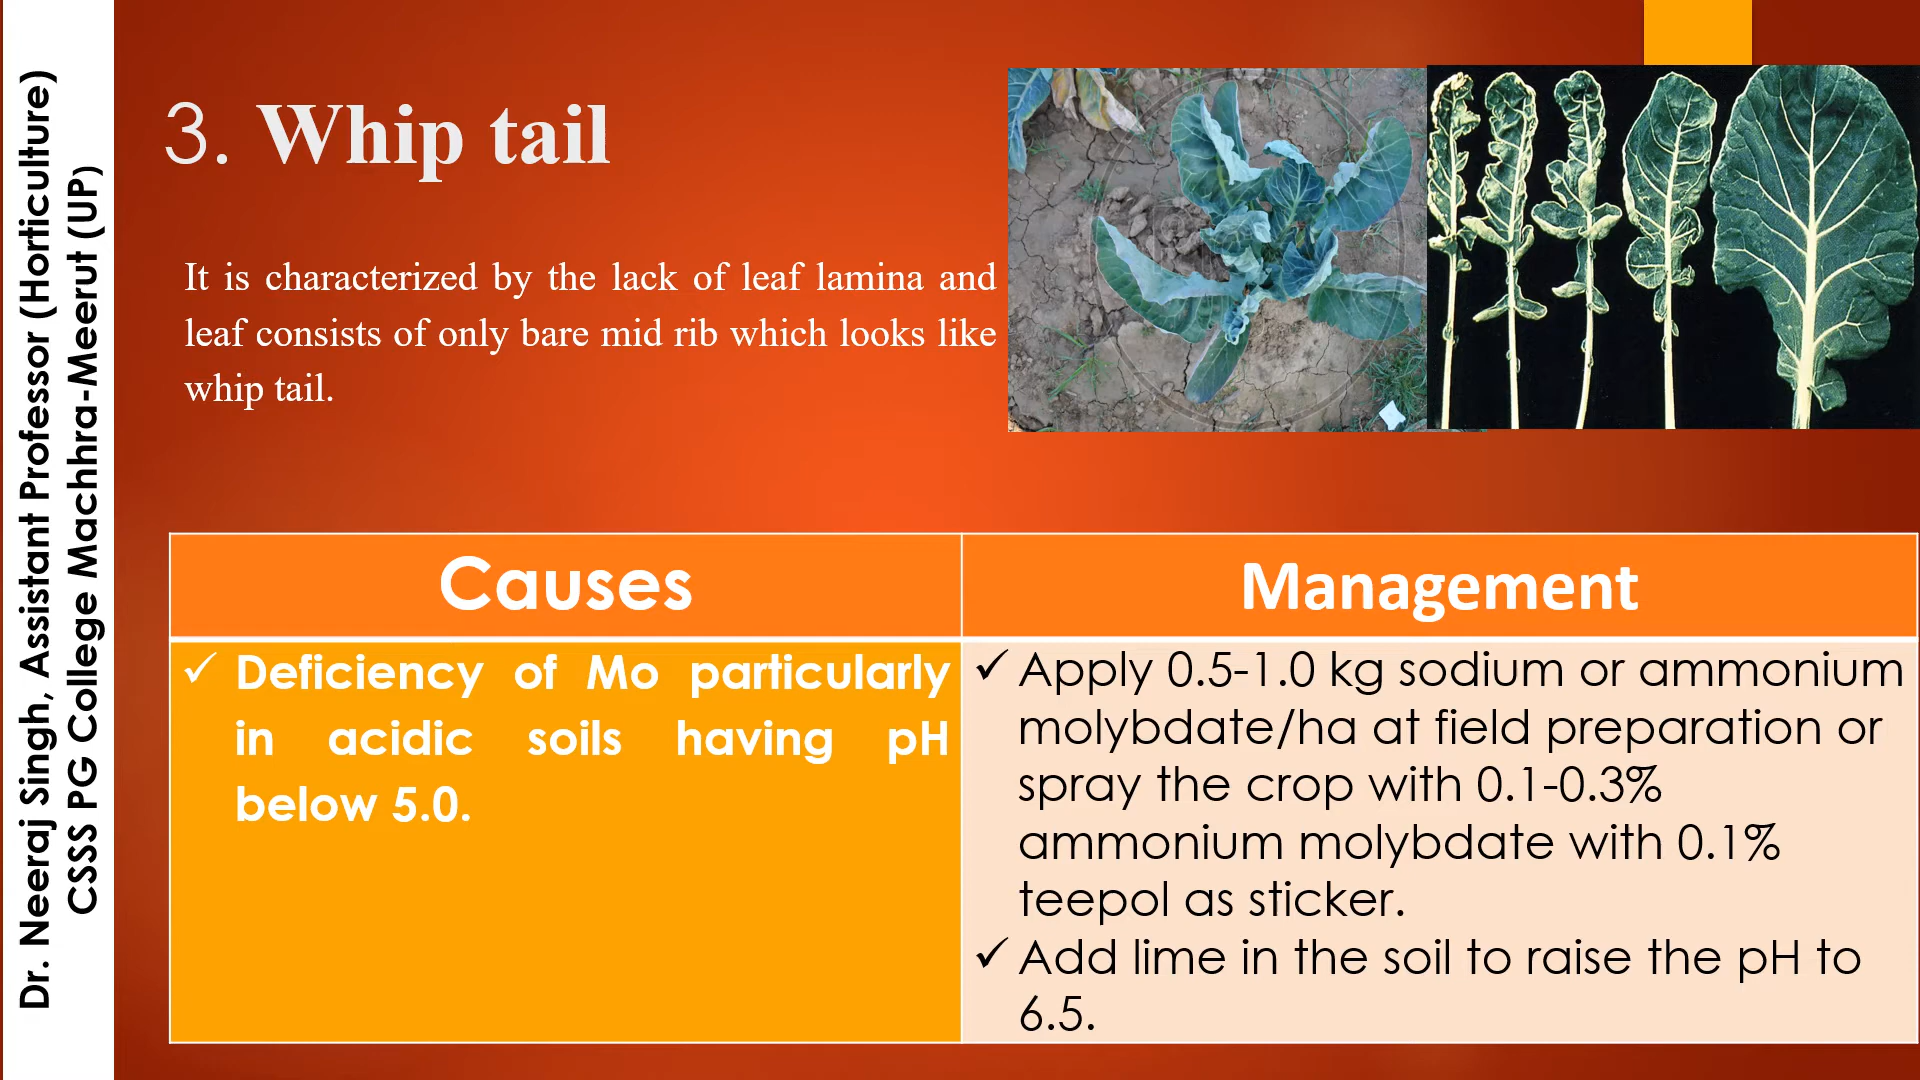 Dr. Neeraj Singh, Assistant Professor (Horticulture)
CSSS PG College Machhra-Meerut (UP)
3. Whip tail
It is characterized by the lack of leaf lamina and
leaf consists of only bare mid rib which looks like
whip tail.
Causes
Management
✓ Deficiency of Mo particularly
in acidic soils having pH
below 5.0.
✓ Apply 0.5-1.0 kg sodium or ammonium
molybdate/ha at field preparation or
spray the crop with 0.1-0.3%
ammonium molybdate with 0.1%
teepol as sticker.
✓ Add lime in the soil to raise the pH to
6.5.